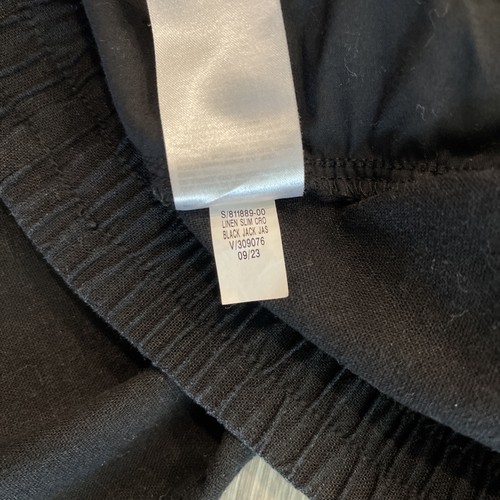 S/811889-00
LINEN SLIM CRO
BLACK JACK JAS
V/309076
09/23